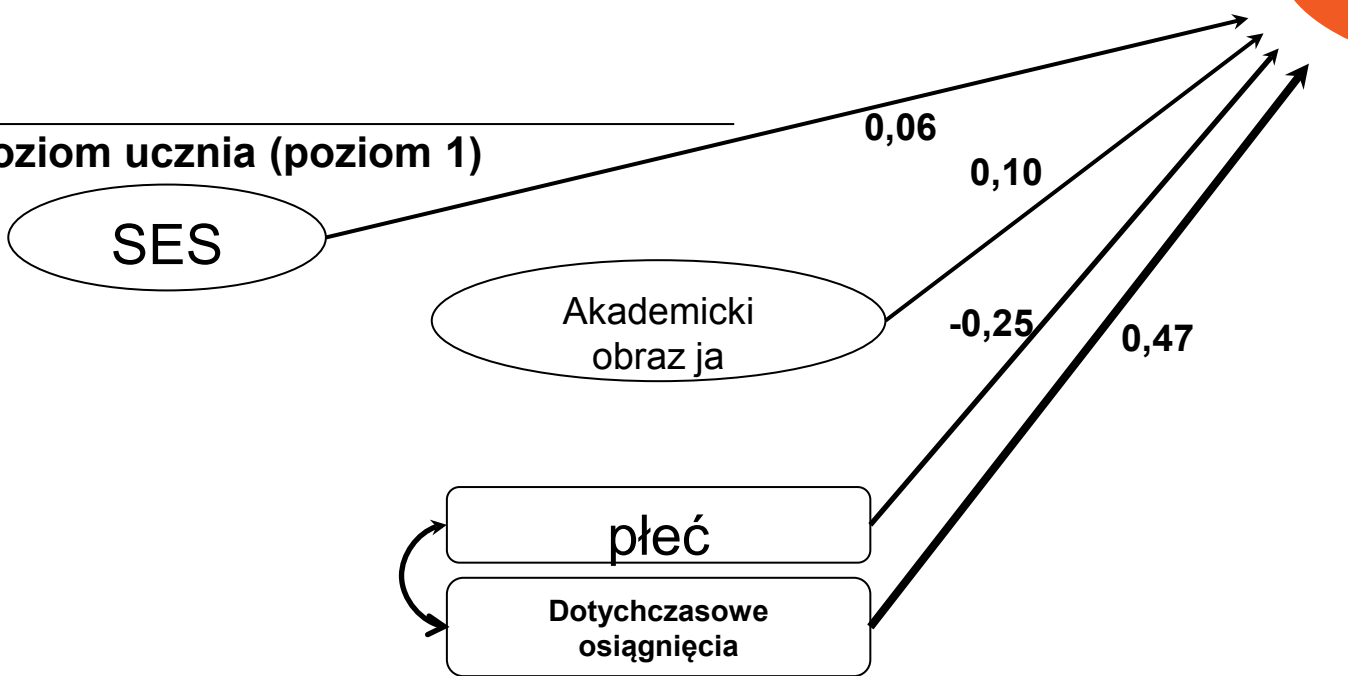 oziom ucznia (poziom 1)
0,06
0,10
SES
Akademicki
obraz ja
-0,25
0,47
płeć
Dotychczasowe
osiągnięcia